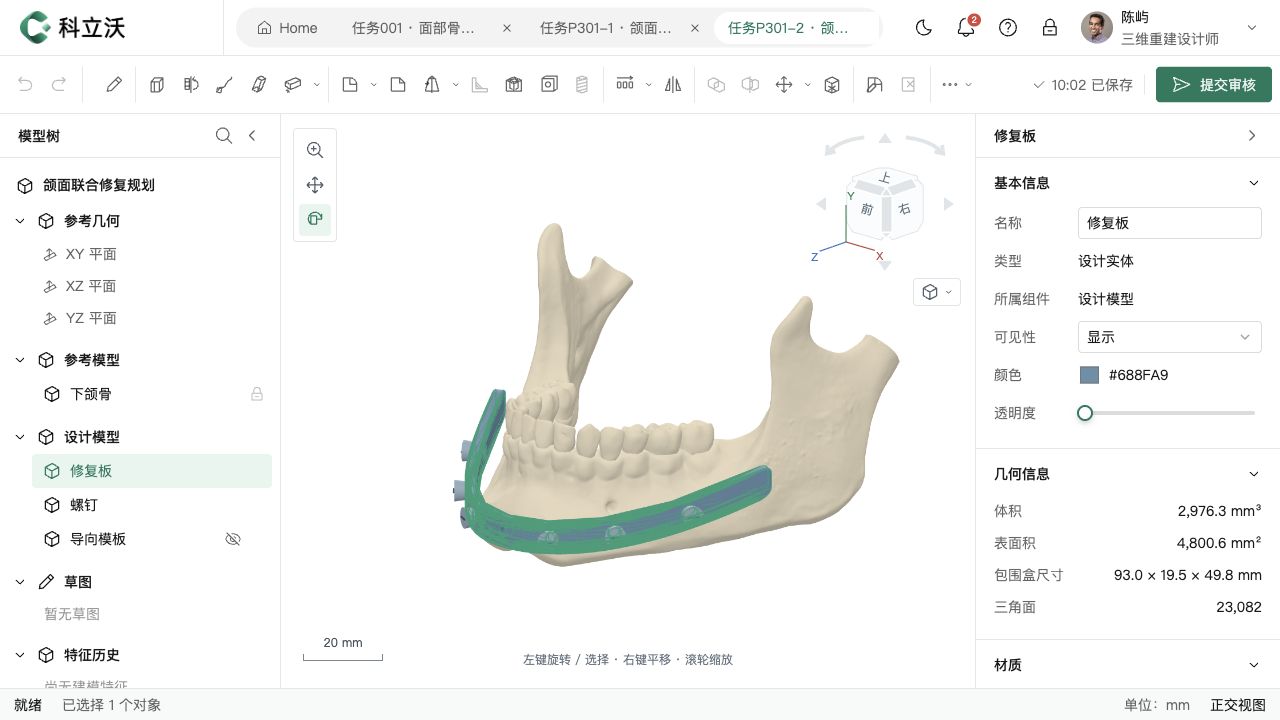 科立沃
Home
任务001 · 面部骨...
任务P301-1 · 颌面...
任务P301-2 · 颌...
2
陈屿
三维重建设计师
10:02 已保存
提交审核
模型树
颌面联合修复规划
参考几何
XY 平面
XZ 平面
YZ 平面
参考模型
下颌骨
设计模型
修复板
螺钉
导向模板
草图
暂无草图
特征历史
尚无建模特征
上
前
右
Y
Z
X
20 mm
左键旋转 / 选择 · 右键平移 · 滚轮缩放
修复板
基本信息
名称 修复板
类型 设计实体
所属组件 设计模型
可见性 显示
颜色 #688FA9
透明度
几何信息
体积 2,976.3 mm³
表面积 4,800.6 mm²
包围盒尺寸 93.0 × 19.5 × 49.8 mm
三角面 23,082
材质
就绪 已选择 1 个对象
单位: mm 正交视图